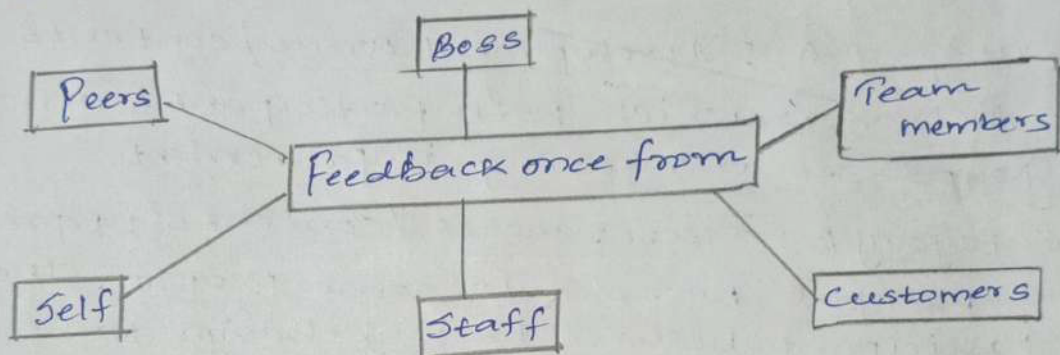 Boss
Peers
Team
members
Feedback once from
Self
Staff
Customers